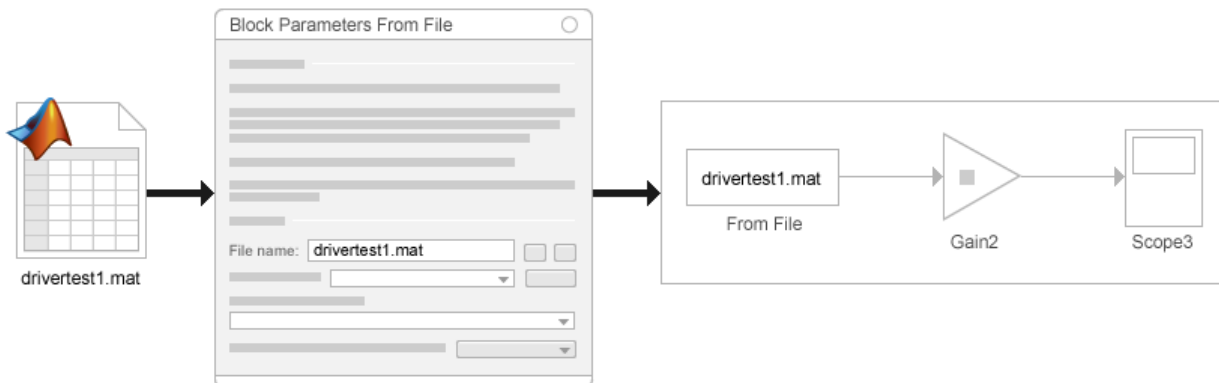 Block Parameters From File
drivertest1.mat
File name: drivertest1.mat
drivertest1.mat
From File
Gain2
Scope3